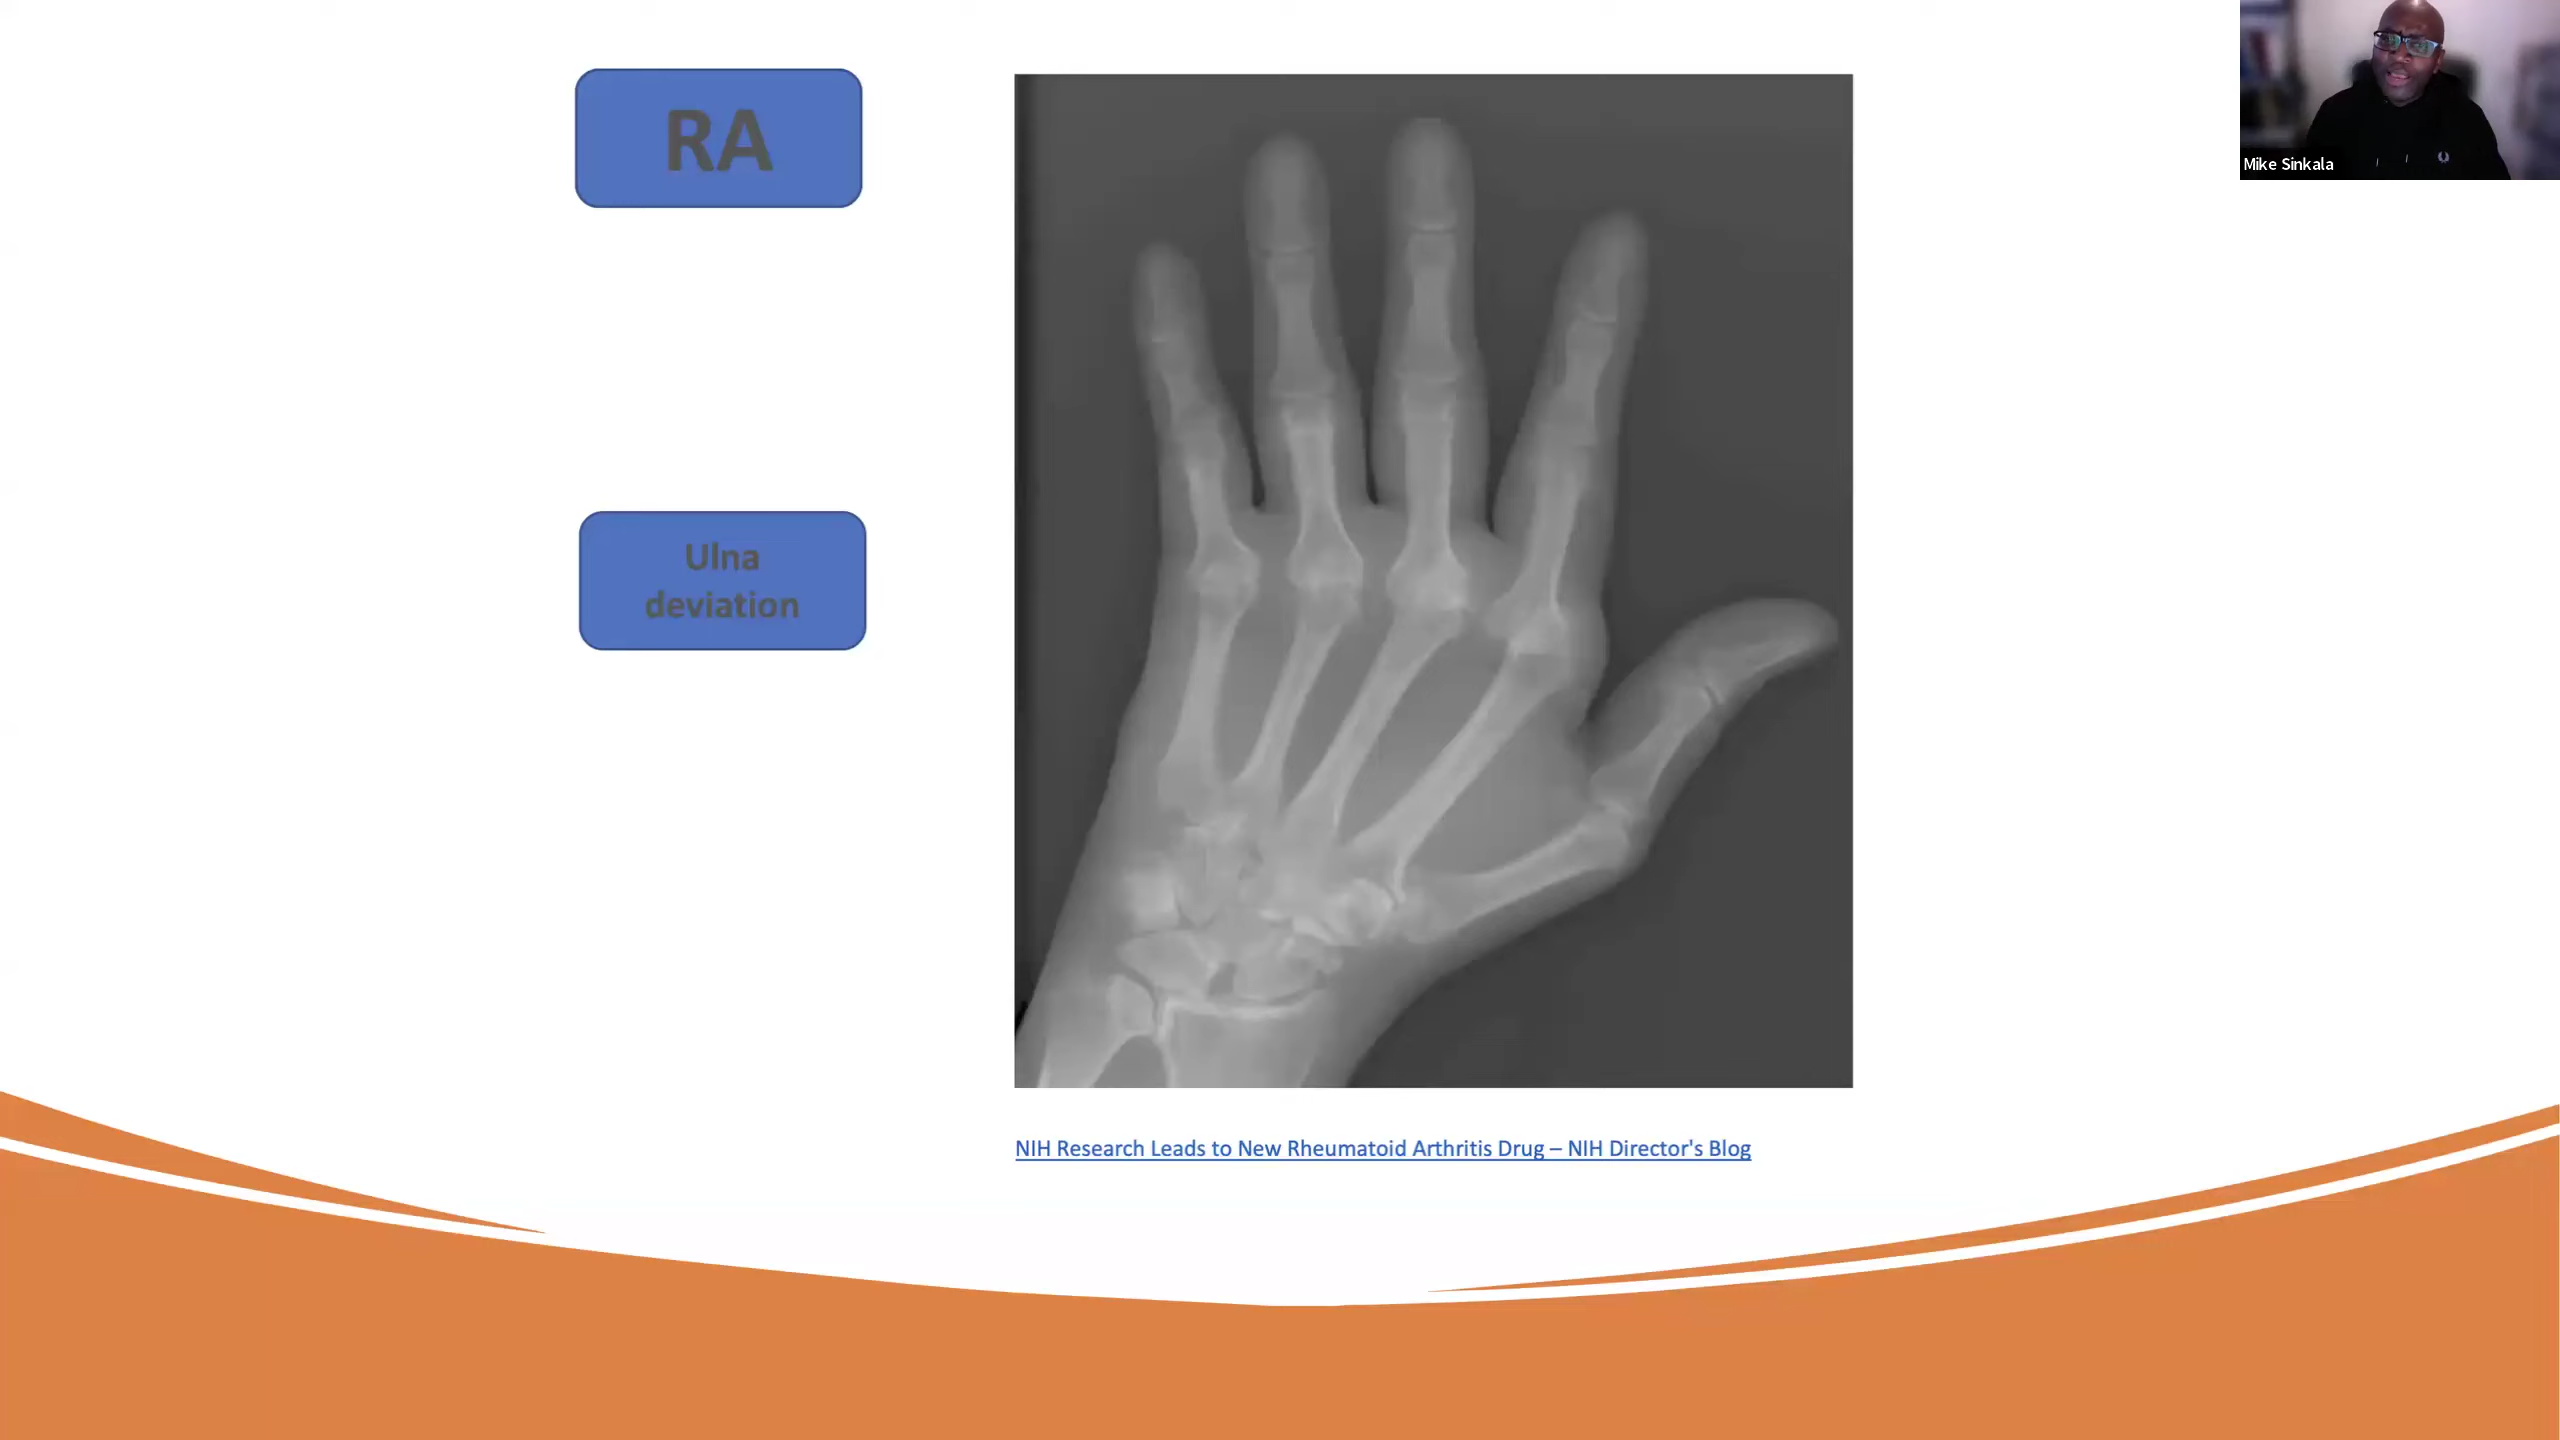 RA
Mike Sinkala
Ulna
deviation
NIH Research Leads to New Rheumatoid Arthritis Drug – NIH Director's Blog